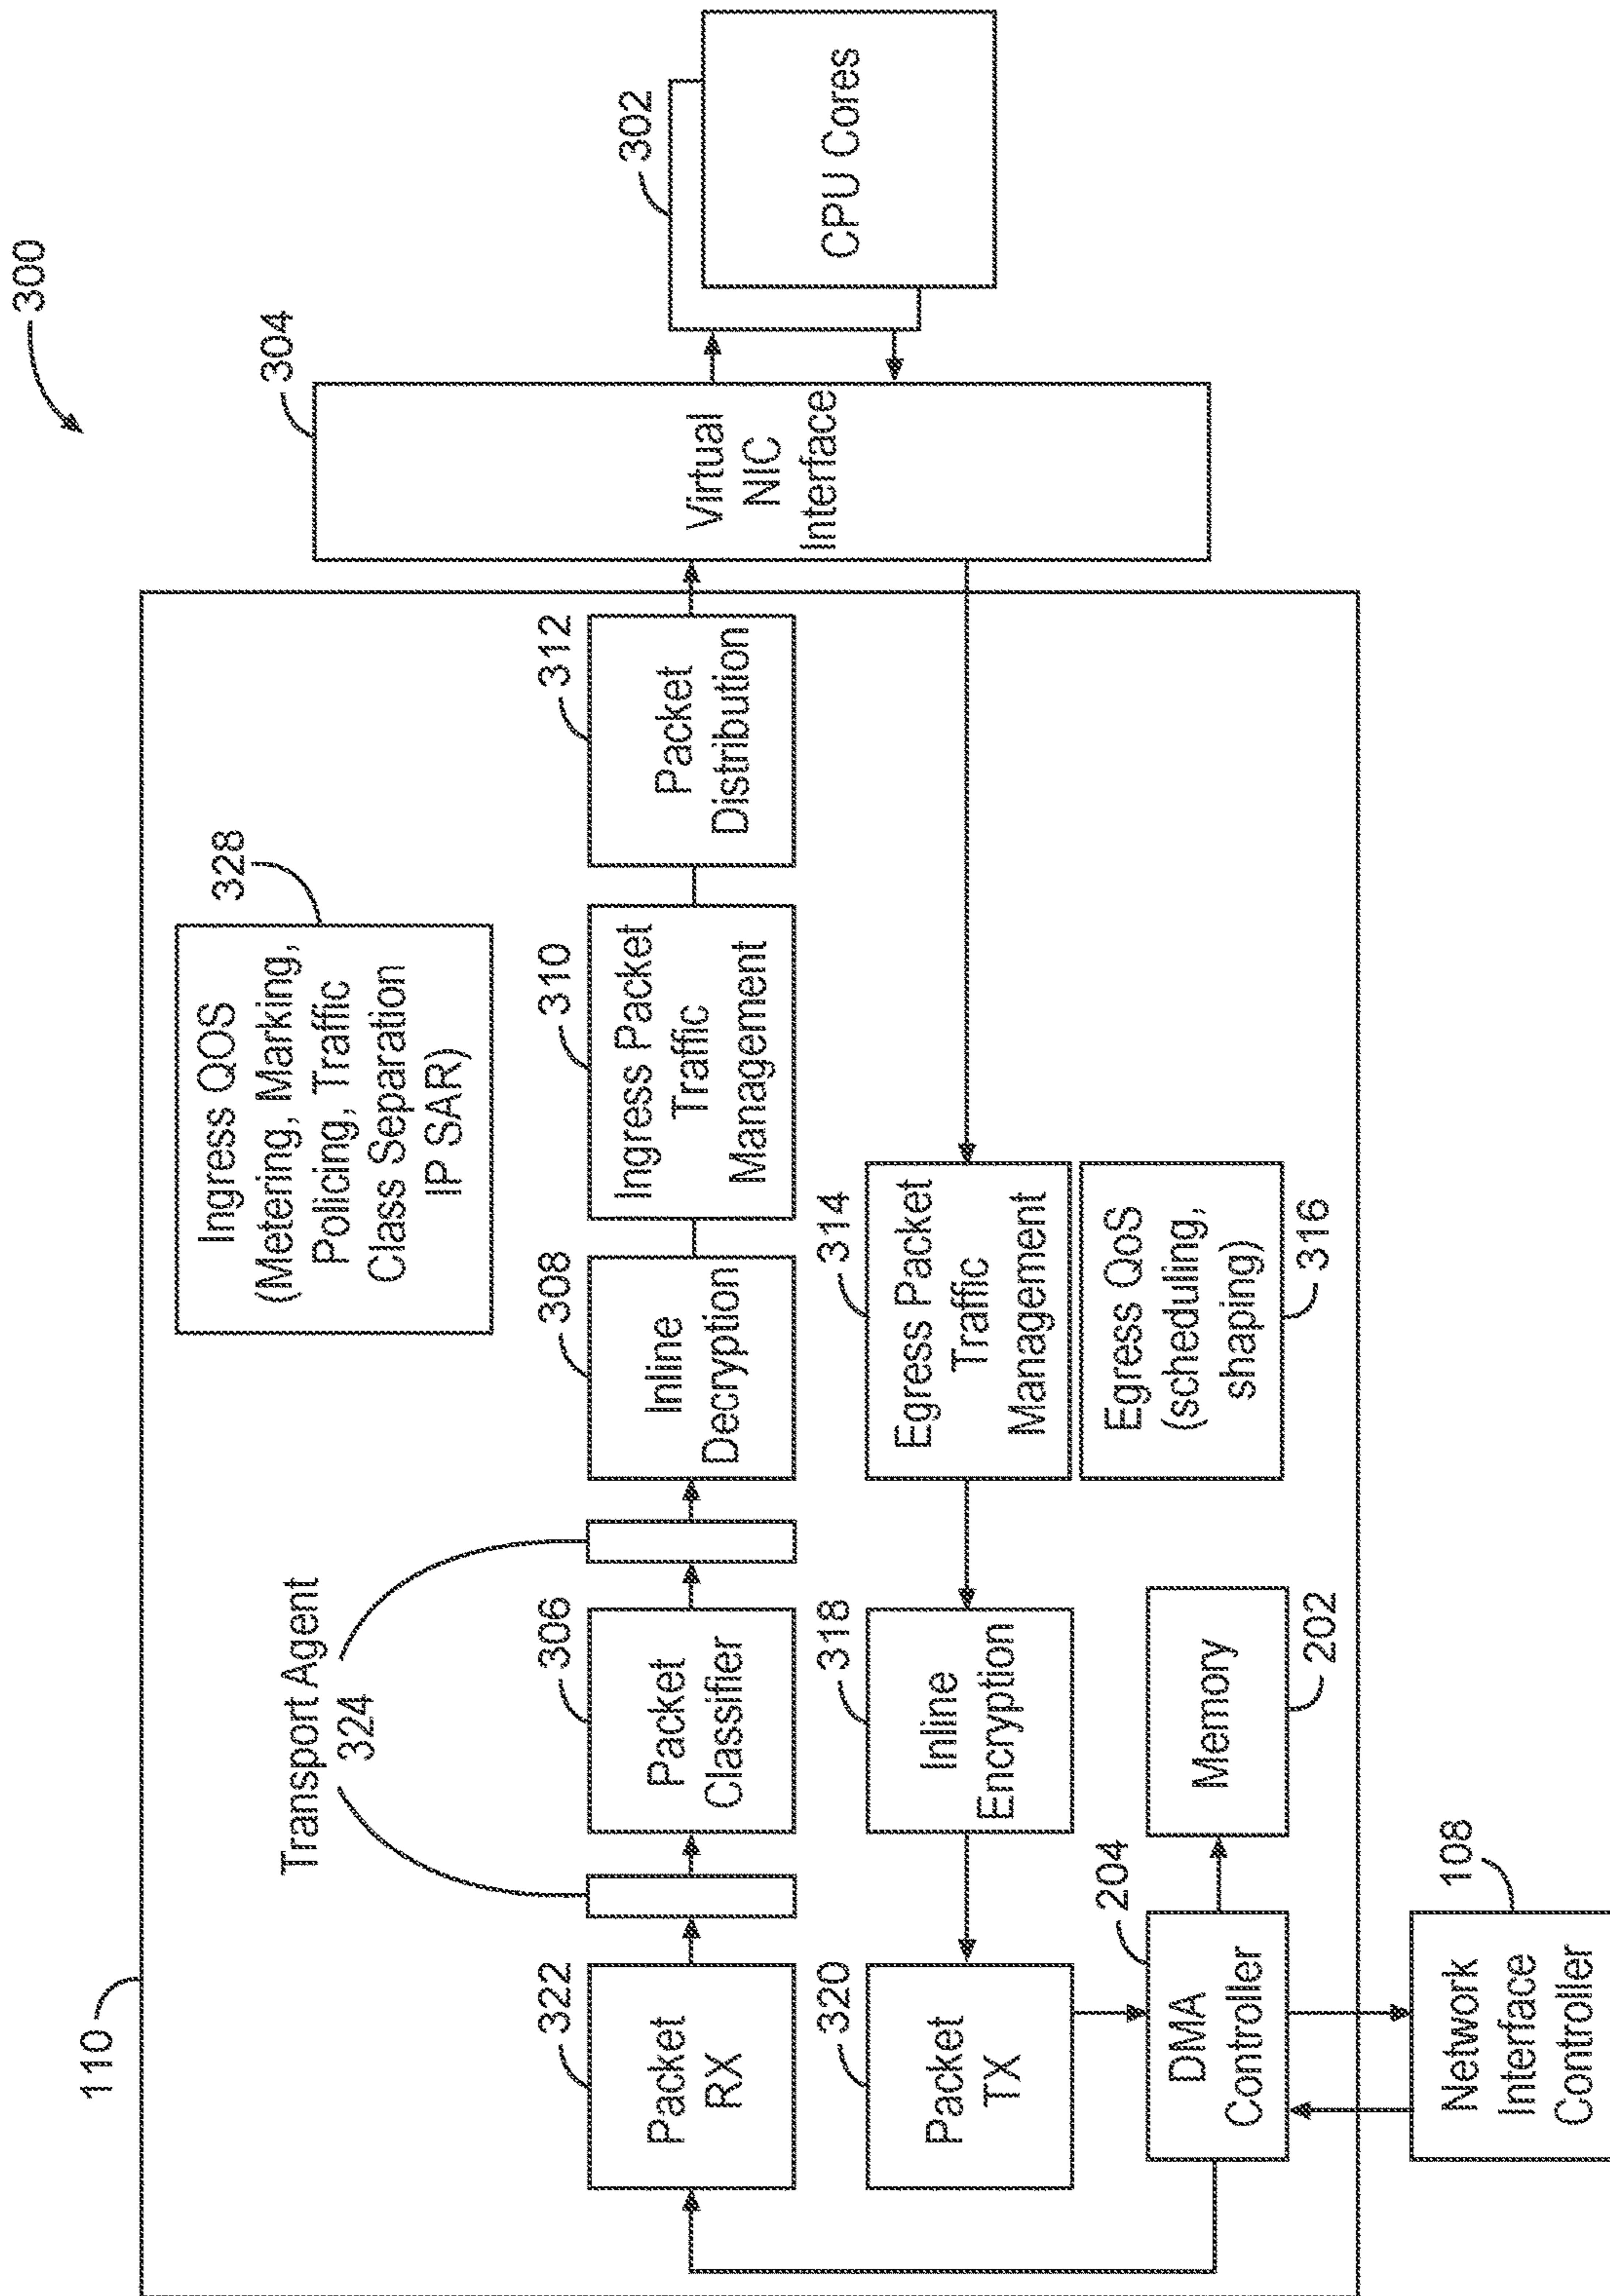 300
110
304
302
328
Ingress QOS
(Metering, Marking,
Policing, Traffic
Class Separation
IP SAR)
Transport Agent
324
322
Packet
RX
306
Packet
Classifier
308
Inline
Decryption
310
Ingress Packet
Traffic
Management
312
Packet
Distribution
Virtual
NIC
Interface
CPU Cores
320
Packet
TX
318
Inline
Encryption
314
Egress Packet
Traffic
Management
Egress QoS
(scheduling,
shaping)
316
204
DMA
Controller
Memory
202
108
Network
Interface
Controller